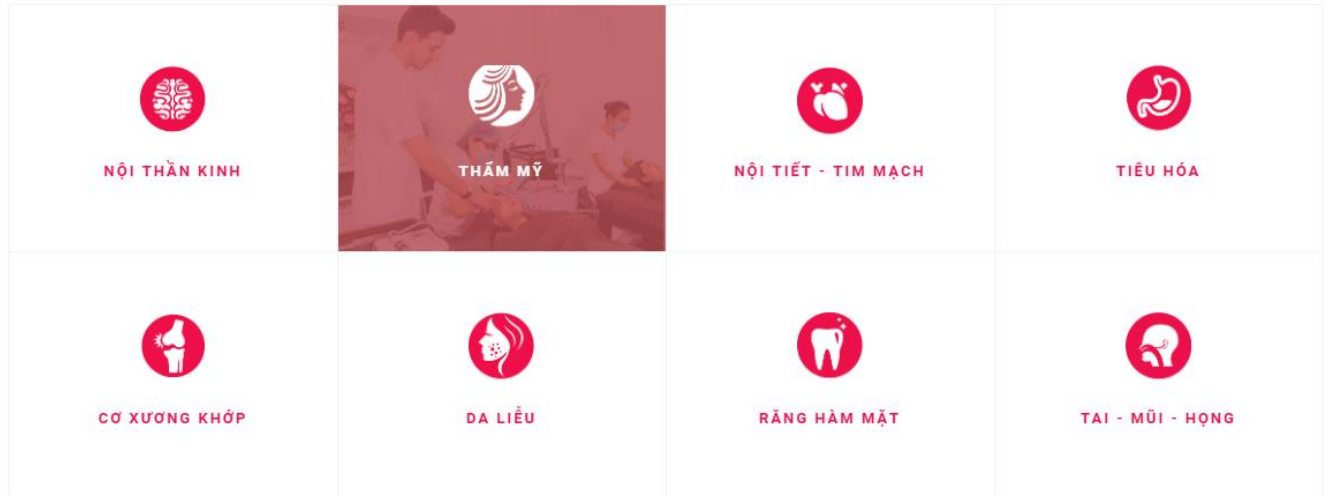 NỘI THẦN KINH
THẨM MỸ
NỘI TIẾT - TIM MẠCH
TIÊU HÓA
CƠ XƯƠNG KHỚP
DA LIỄU
RĂNG HÀM MẶT
TAI - MŨI - HỌNG